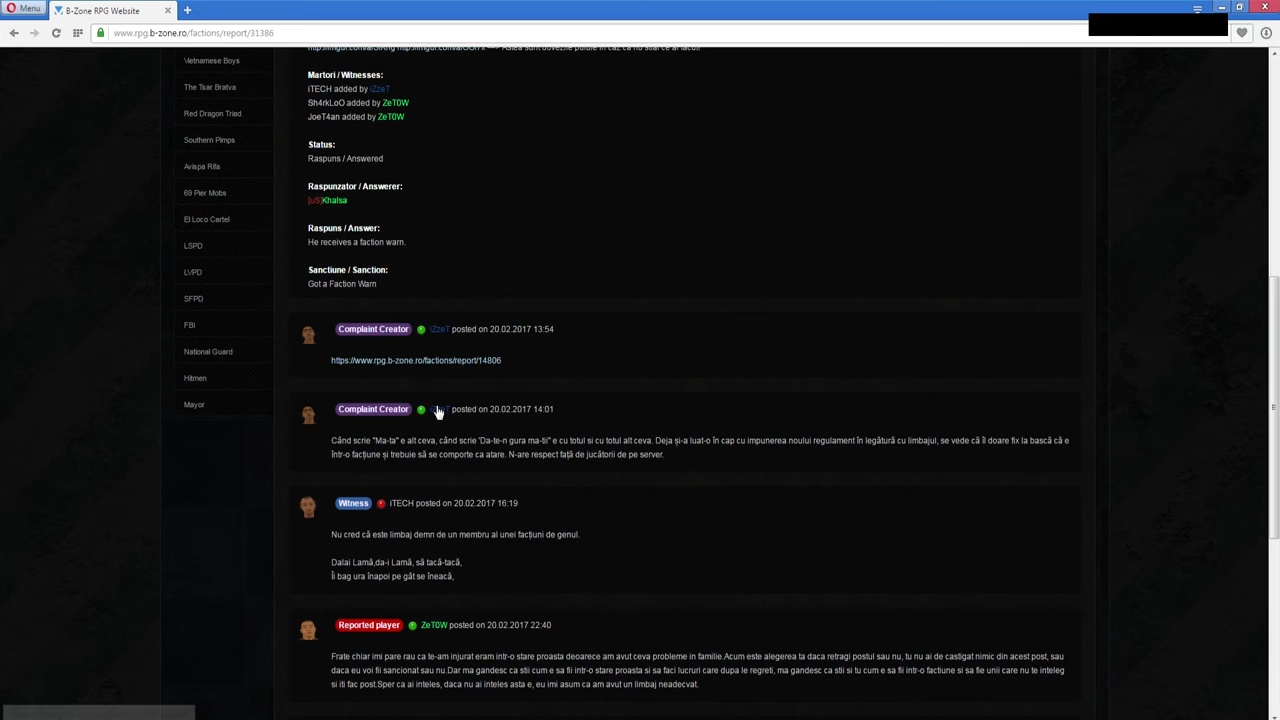 Menu
B-Zone RPG Website
www.rpg.b-zone.ro/factions/report/31386
Vietnamese Boys
The Tsar Bratva
Red Dragon Triad
Southern Pimps
Avispa Rifa
69 Pier Mobs
El Loco Cartel
LSPD
LVPD
SFPD
FBI
National Guard
Hitmen
Mayor
Martori / Witnesses:
iTECH added by iZzeT
Sh4rkLoO added by ZeT0W
JoeT4an added by ZeT0W
Status:
Raspuns / Answered
Raspunzator / Answerer:
[uS]Khalsa
Raspuns / Answer:
He receives a faction warn.
Sanctiune / Sanction:
Got a Faction Warn
Complaint Creator iZzeT posted on 20.02.2017 13:54
https://www.rpg.b-zone.ro/factions/report/14806
Complaint Creator posted on 20.02.2017 14:01
Când scrie "Ma-ta" e alt ceva, când scrie 'Da-te-n gura ma-tii" e cu totul si cu totul alt ceva. Deja și-a luat-o în cap cu impunerea noului regulament în legătură cu limbajul, se vede că îl doare fix la bască că e
într-o facțiune și trebuie să se comporte ca atare. N-are respect față de jucătorii de pe server.
Witness iTECH posted on 20.02.2017 16:19
Nu cred că este limbaj demn de un membru al unei facțiuni de genul.
Dalai Lamă,da-i Lamă, să tacă-tacă,
Îi bag ura înapoi pe gât se îneacă,
Reported player ZeT0W posted on 20.02.2017 22:40
Frate chiar imi pare rau ca te-am injurat eram intr-o stare proasta deoarece am avut ceva probleme in familie.Acum este alegerea ta daca retragi postul sau nu, tu nu ai de castigat nimic din acest post, sau
daca eu voi fii sanctionat sau nu.Dar ma gandesc ca stii cum e sa fii intr-o stare proasta si sa faci lucruri care dupa le regreti, ma gandesc ca stii si tu cum e sa fie intr-o factiune si sa fie unii care nu te inteleg
si iti fac post.Sper ca ai inteles, daca nu ai inteles asta e, eu imi asum ca am avut un limbaj neadecvat.